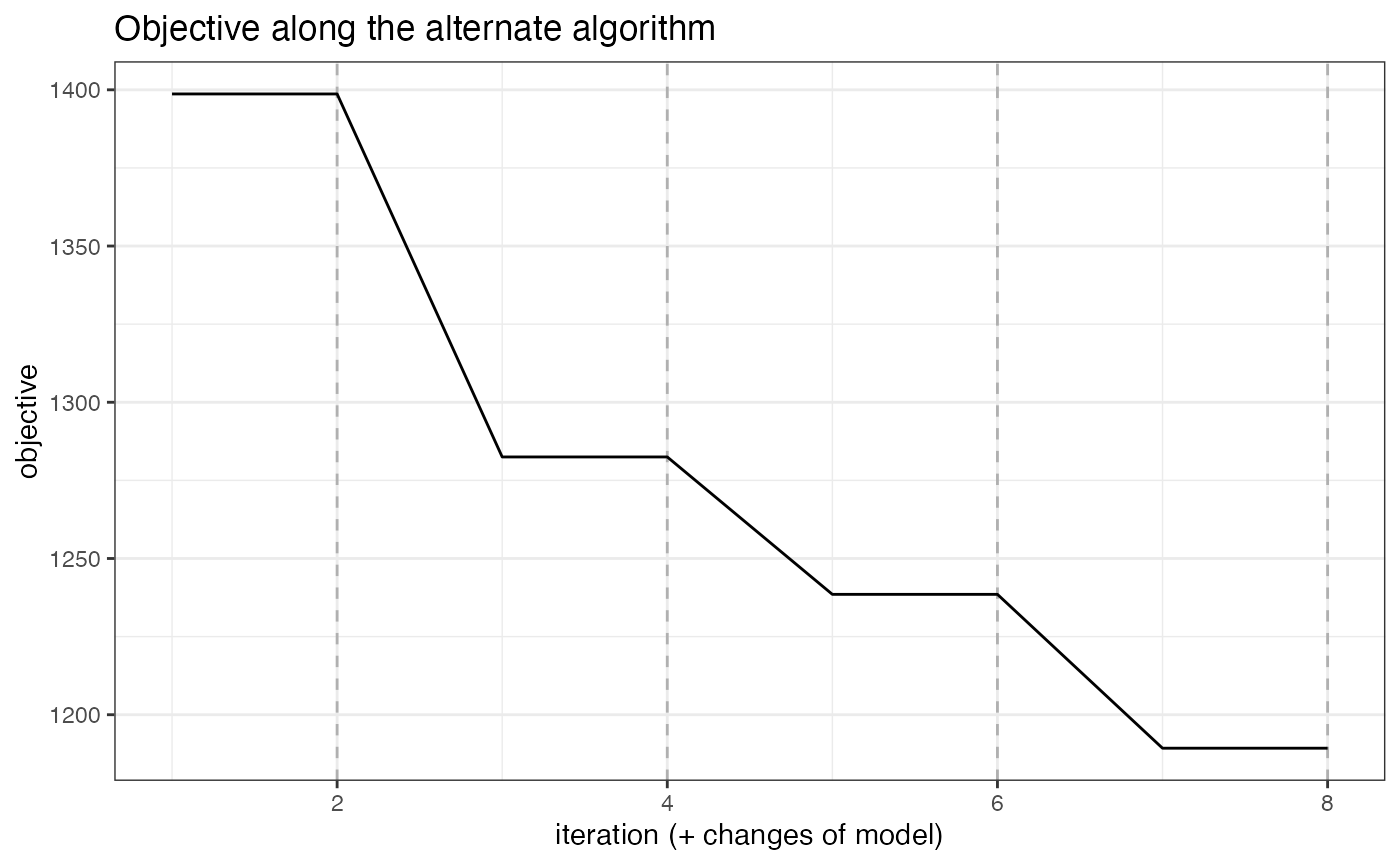 Objective along the alternate algorithm
1400
1350
1300
1250
1200
objective
2 4 6 8
iteration (+ changes of model)